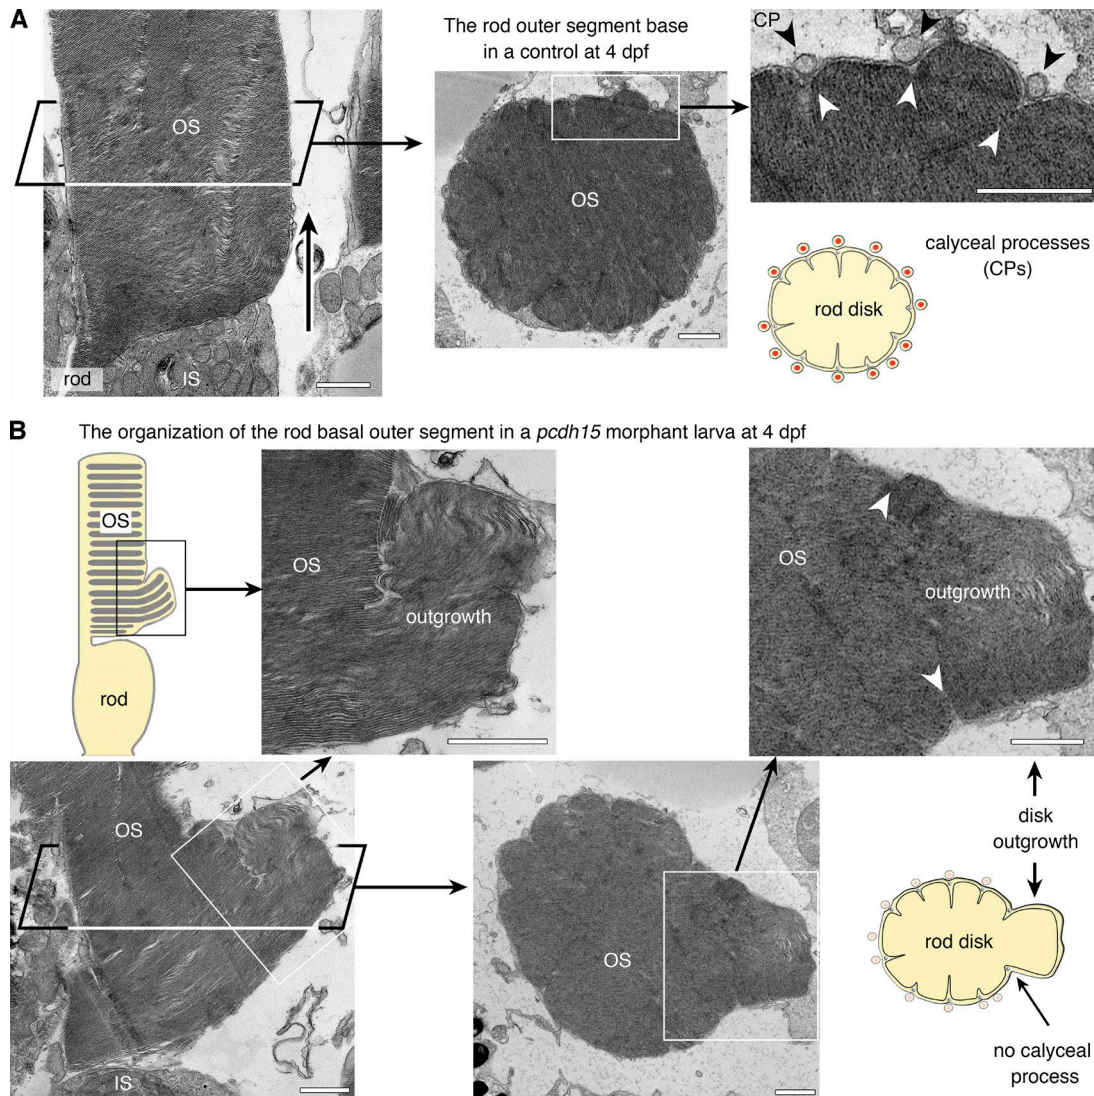 A
OS
rod
IS
The rod outer segment base
in a control at 4 dpf
OS
CP
rod disk
calyceal processes
(CPs)
B
The organization of the rod basal outer segment in a pcdh15 morphant larva at 4 dpf
OS
rod
OS
outgrowth
OS
outgrowth
OS
IS
OS
disk
outgrowth
rod disk
no calyceal
process